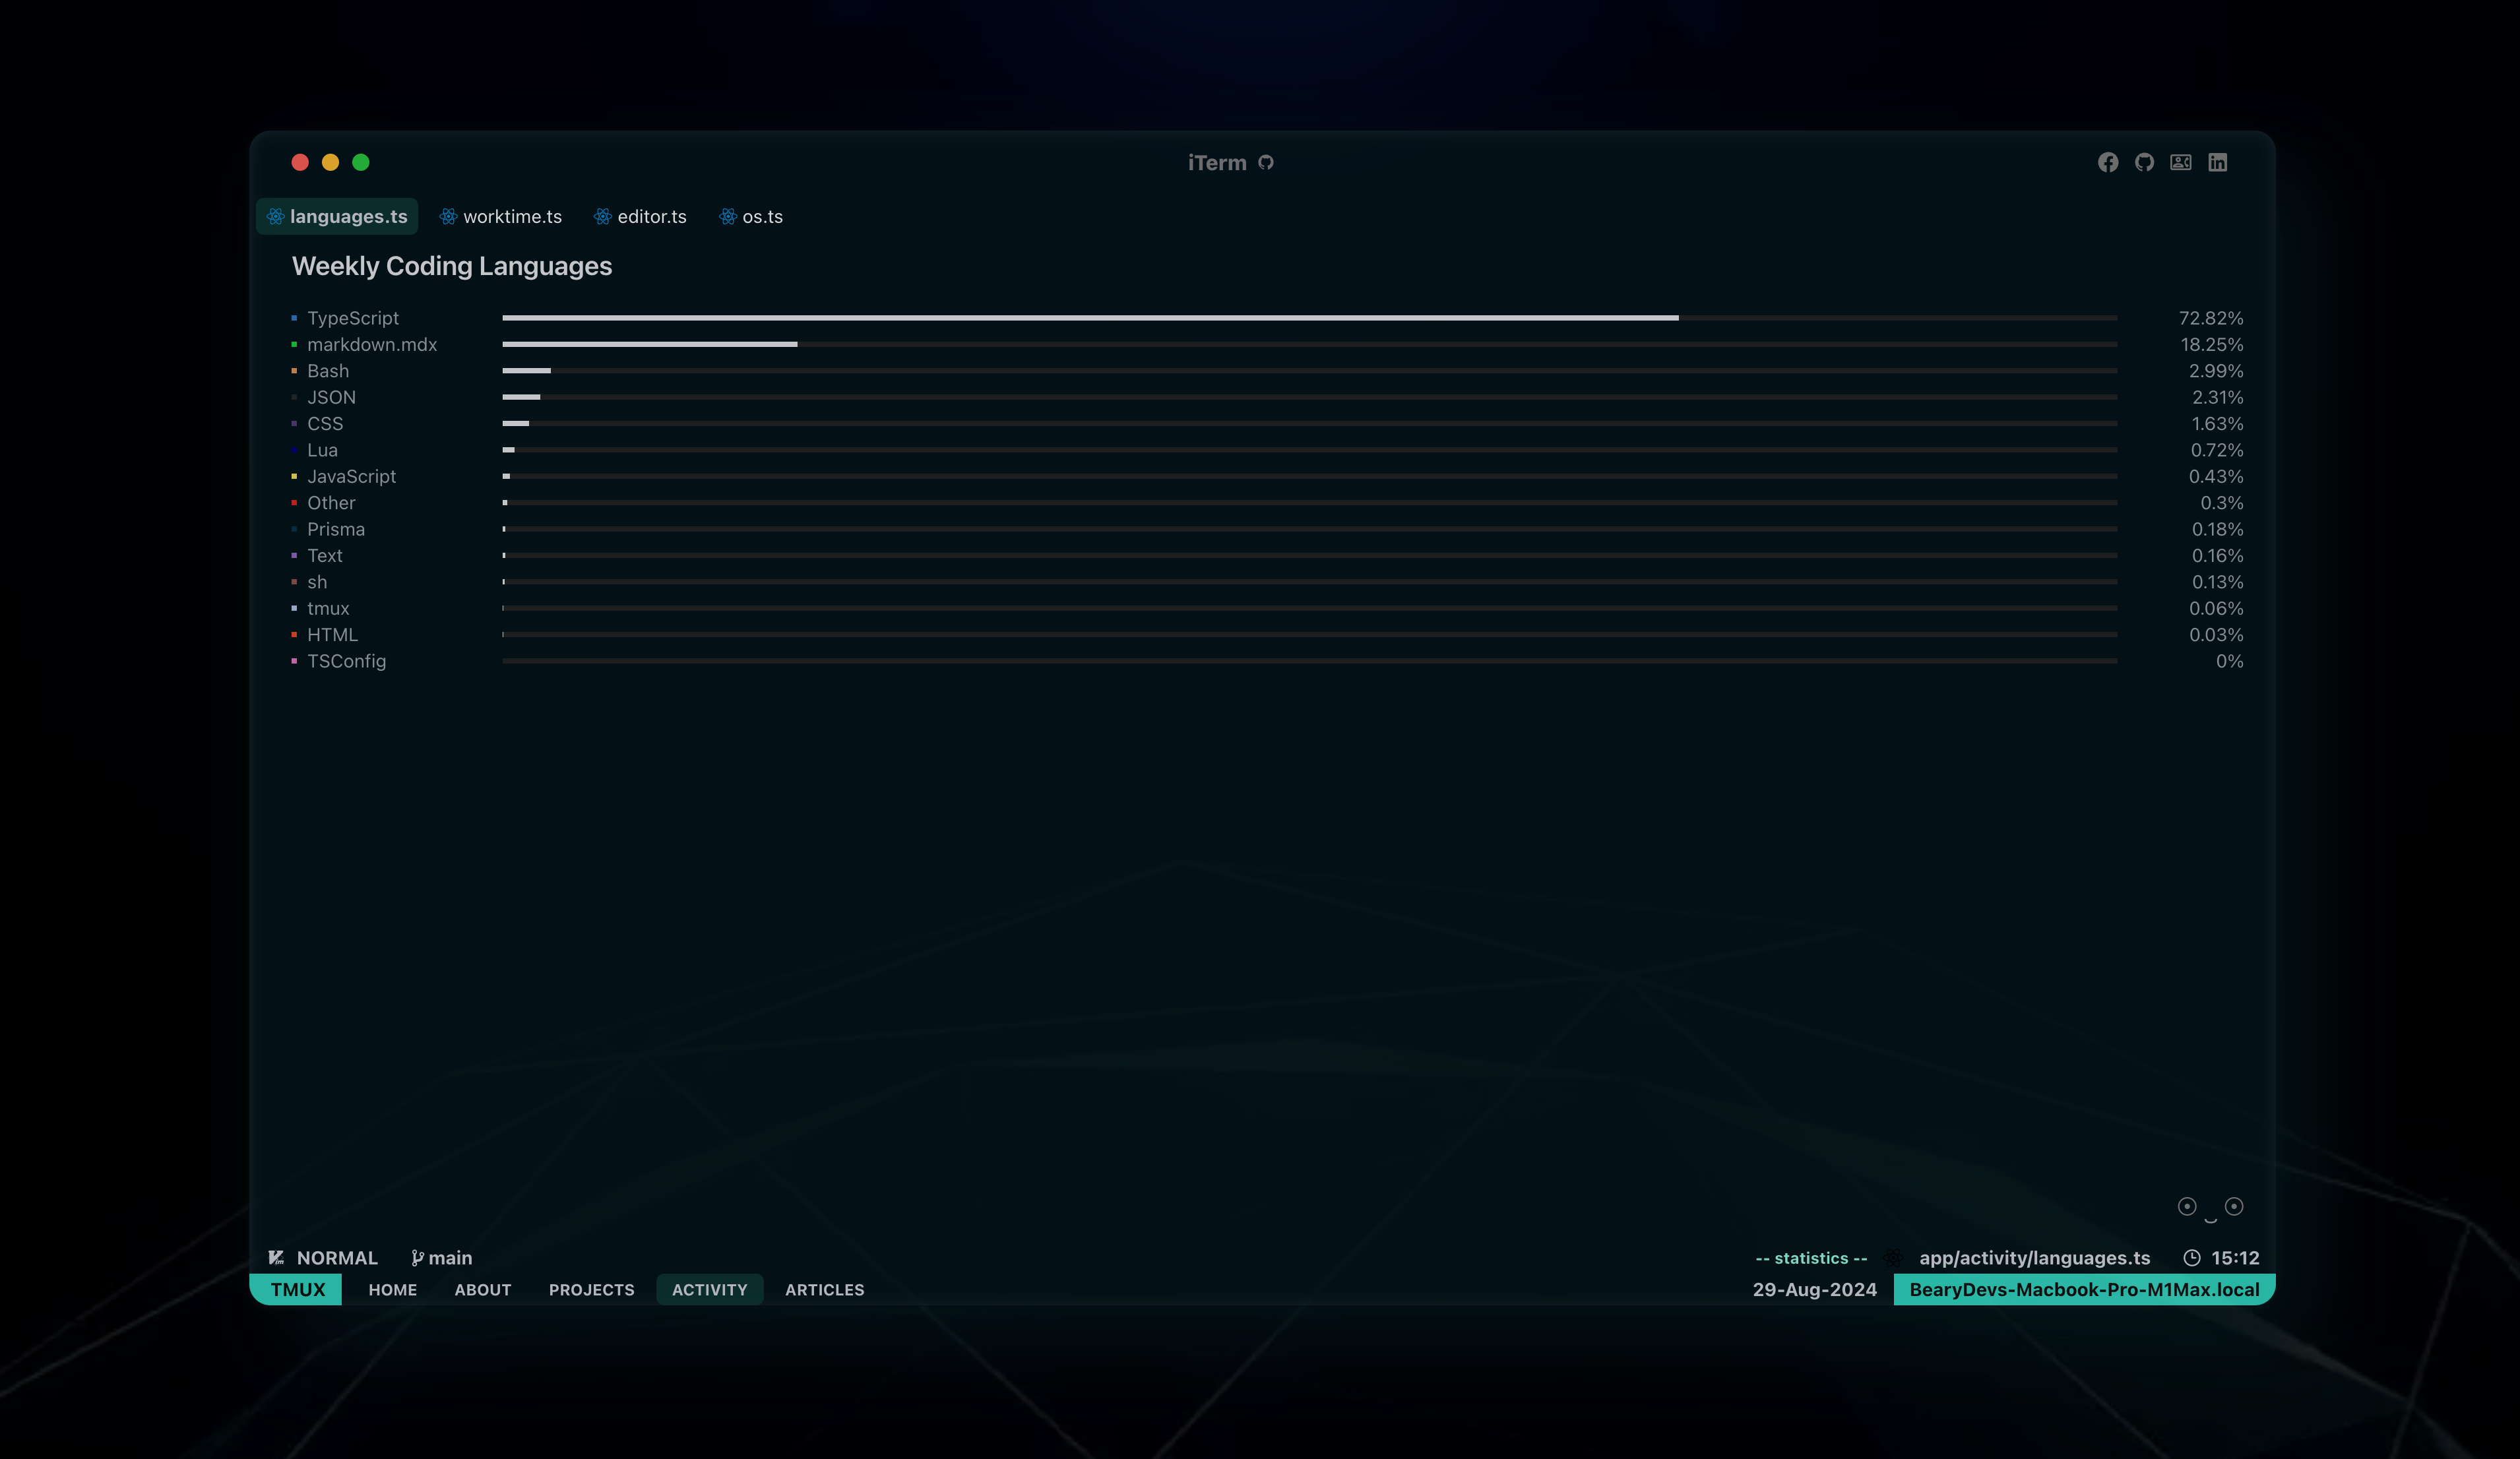 iTerm
languages.ts worktime.ts editor.ts os.ts
Weekly Coding Languages
TypeScript 72.82%
markdown.mdx 18.25%
Bash 2.99%
JSON 2.31%
CSS 1.63%
Lua 0.72%
JavaScript 0.43%
Other 0.3%
Prisma 0.18%
Text 0.16%
sh 0.13%
tmux 0.06%
HTML 0.03%
TSConfig 0%
NORMAL main -- statistics -- app/activity/languages.ts 15:12
TMUX HOME ABOUT PROJECTS ACTIVITY ARTICLES 29-Aug-2024 BearyDevs-Macbook-Pro-M1Max.local